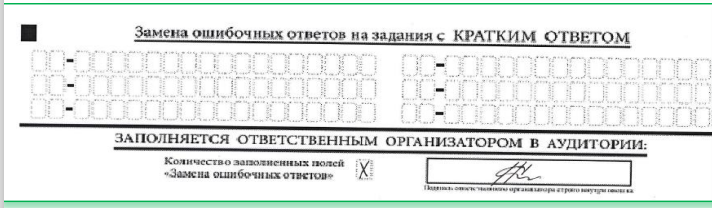 Замена ошибочных ответов на задания с КРАТКИМ ОТВЕТОМ
ЗАПОЛНЯЕТСЯ ОТВЕТСТВЕННЫМ ОРГАНИЗАТОРОМ В АУДИТОРИИ:
Количество заполненных полей
«Замена ошибочных ответов» X
Подпись ответственного организатора строго внутри окошка